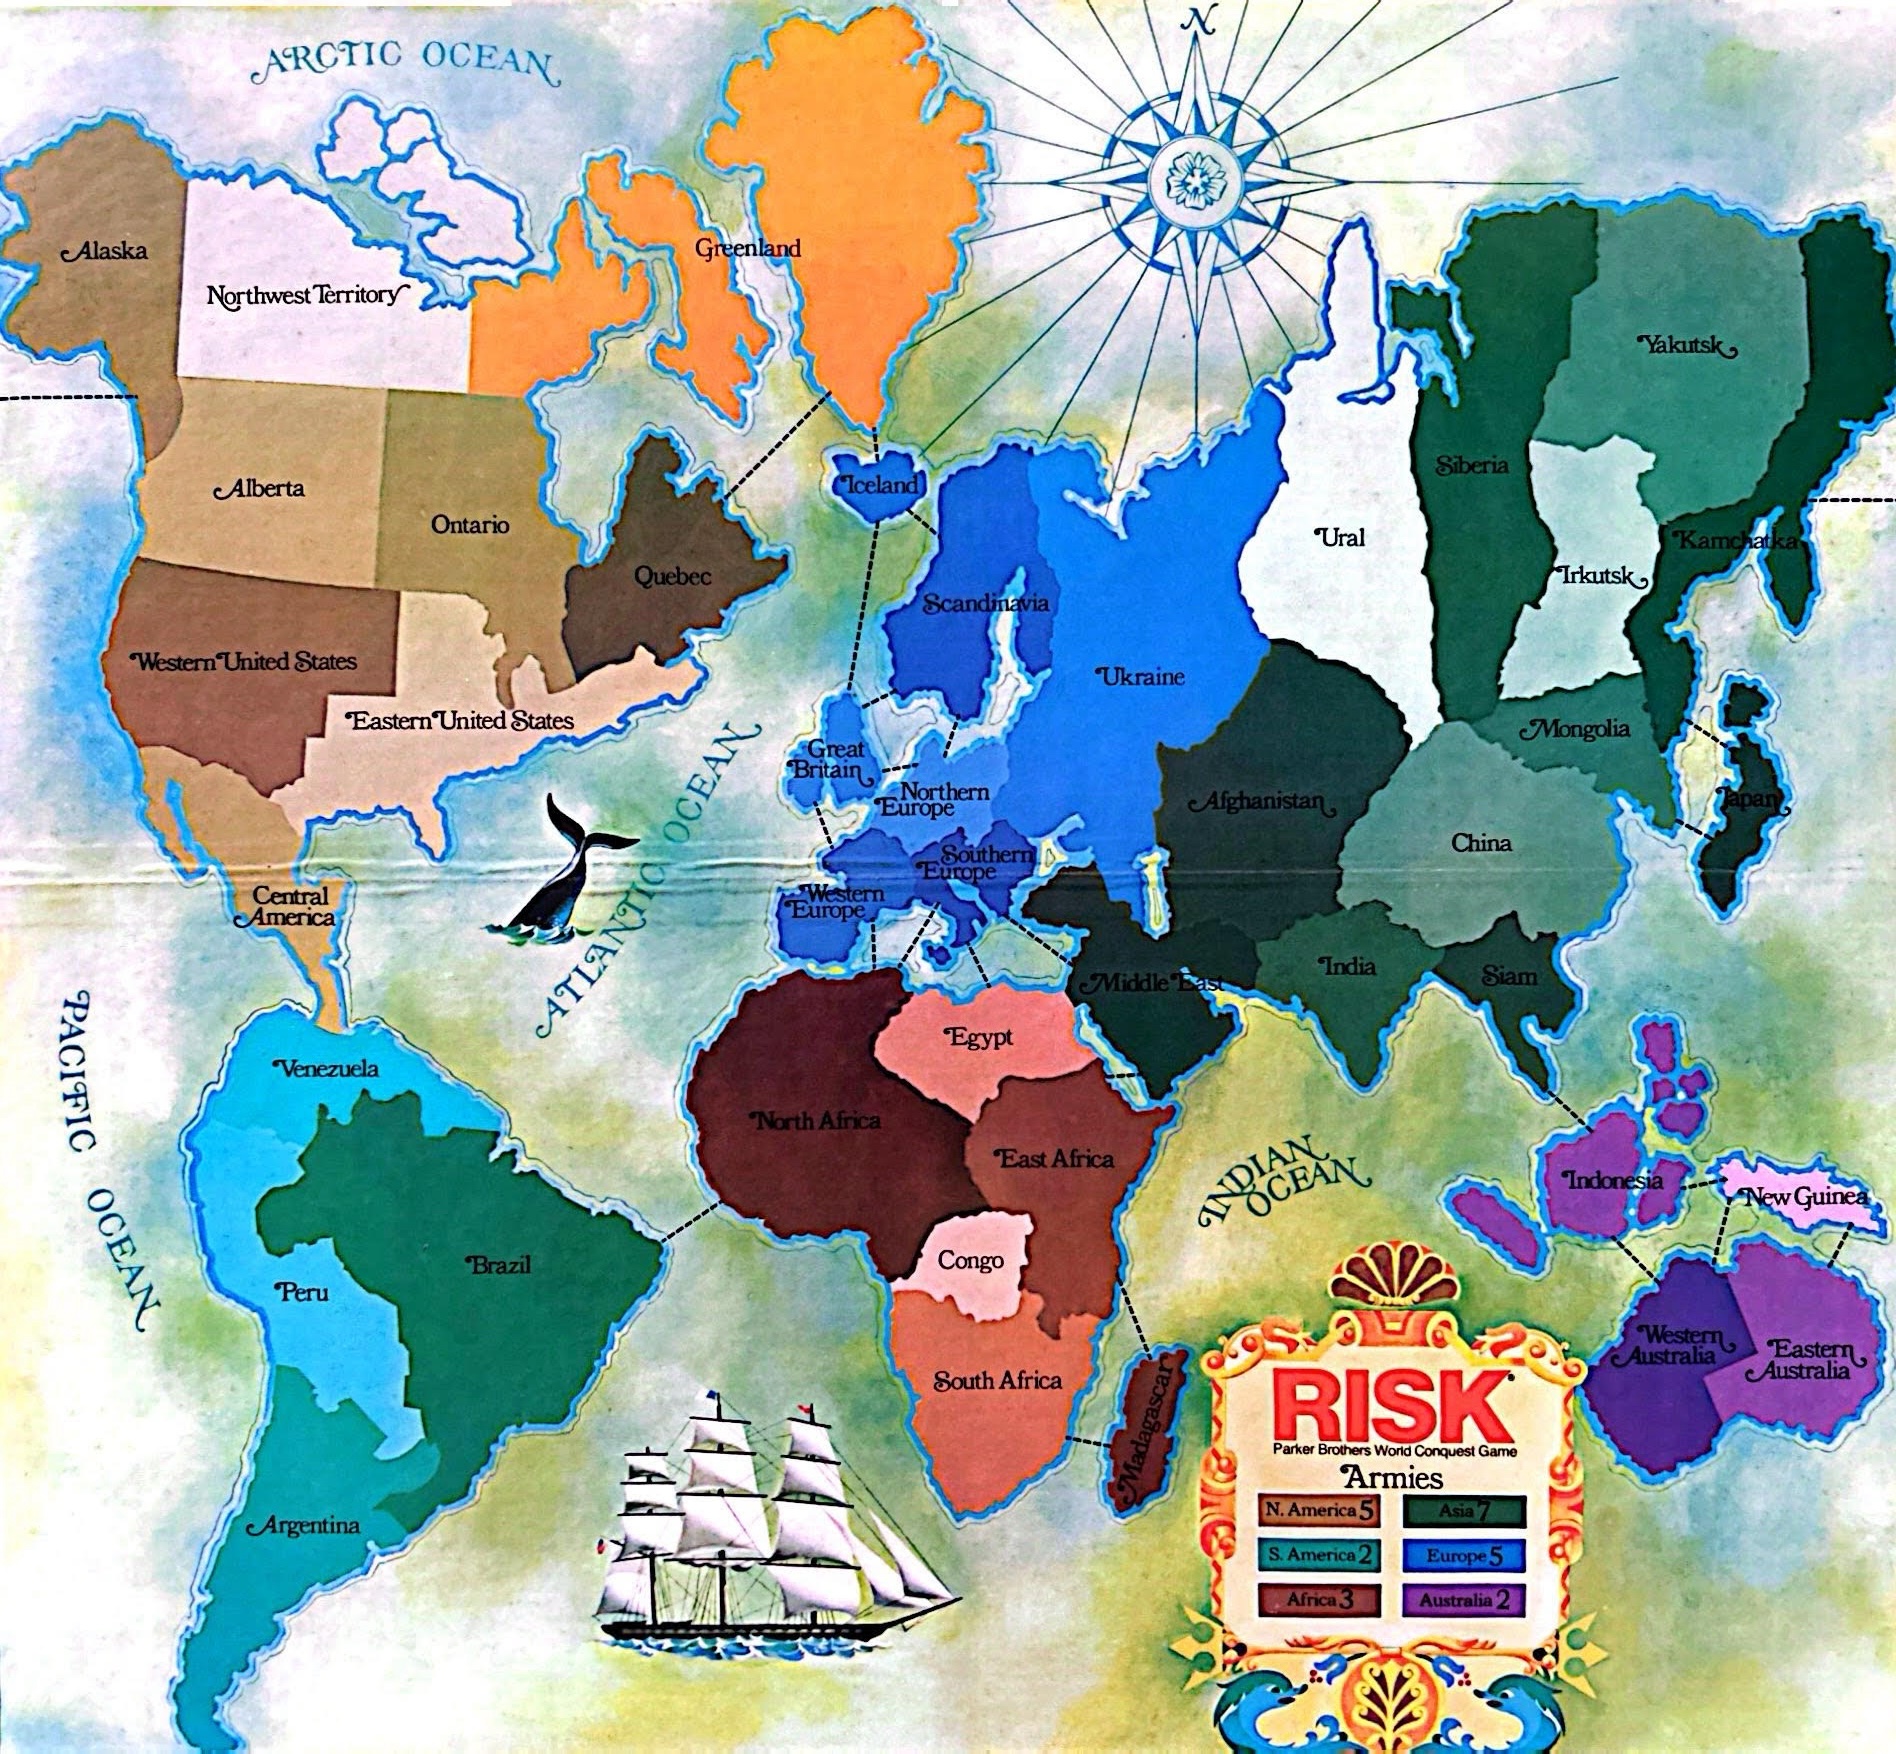 N
ARCTIC OCEAN
Alaska
Northwest Territory
Greenland
Alberta
Ontario
Quebec
Western United States
Eastern United States
Central
America
Iceland
Scandinavia
Ukraine
Great
Britain
Northern
Europe
Southern
Europe
Western
Europe
Ural
Siberia
Yakutsk
Irkutsk
Kamchatka
Mongolia
Japan
Afghanistan
China
Middle East
India
Siam
ATLANTIC OCEAN
PACIFIC OCEAN
Venezuela
Brazil
Peru
Argentina
North Africa
Egypt
East Africa
Congo
South Africa
Madagascar
INDIAN
OCEAN
Indonesia
New Guinea
Western
Australia
Eastern
Australia
RISK®
Parker Brothers World Conquest Game
Armies
N. America 5
Asia 7
S. America 2
Europe 5
Africa 3
Australia 2